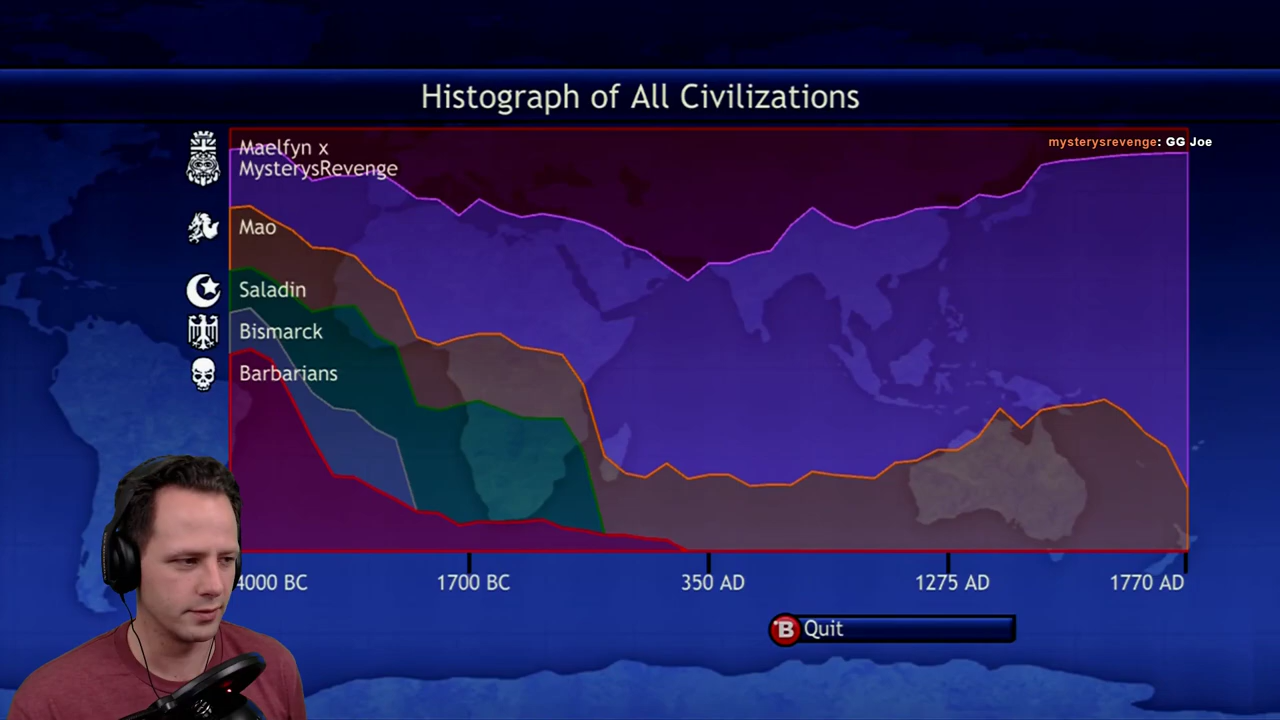 Histograph of All Civilizations
Maelfyn x
MysterysRevenge
mysterysrevenge: GG Joe
Mao
Saladin
Bismarck
Barbarians
4000 BC
1700 BC
350 AD
1275 AD
1770 AD
B Quit